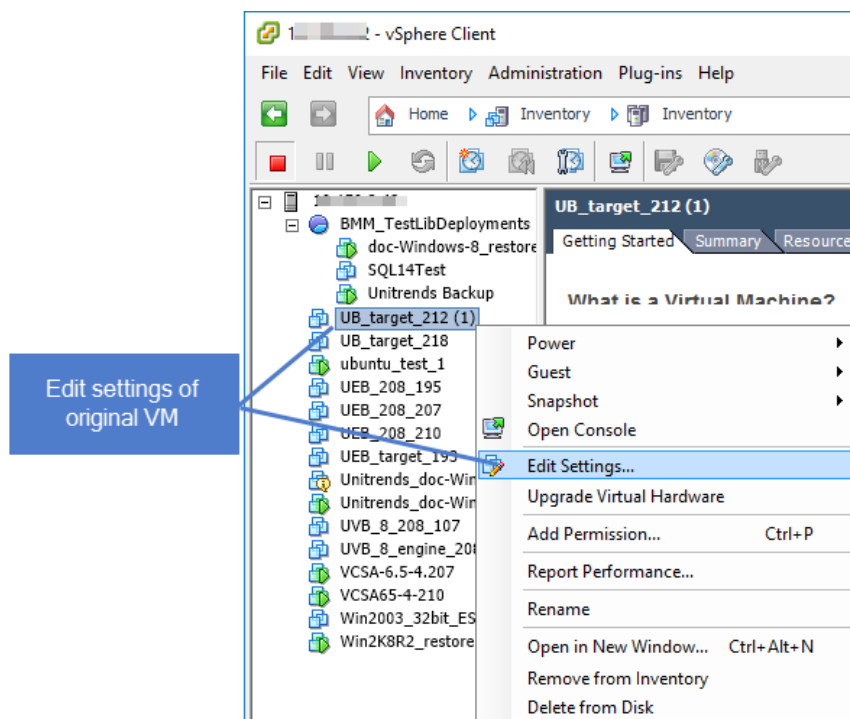 - vSphere Client
File Edit View Inventory Administration Plug-ins Help
Home Inventory Inventory
UB_target_212 (1)
Getting Started Summary Resource
What is a Virtual Machine?
BMM_TestLibDeployments
doc-Windows-8_restore
SQL14Test
Unitrends Backup
UB_target_212 (1)
UB_target_218
ubuntu_test_1
UEB_208_195
UEB_208_207
UEB_208_210
UEB_target_193
Unitrends_doc-Win
Unitrends_doc-Win
UVB_8_208_107
UVB_8_engine_208
VCSA-6.5-4.207
VCSA65-4-210
Win2003_32bit_ES
Win2K8R2_restore
Edit settings of
original VM
Power
Guest
Snapshot
Open Console
Edit Settings...
Upgrade Virtual Hardware
Add Permission... Ctrl+P
Report Performance...
Rename
Open in New Window... Ctrl+Alt+N
Remove from Inventory
Delete from Disk